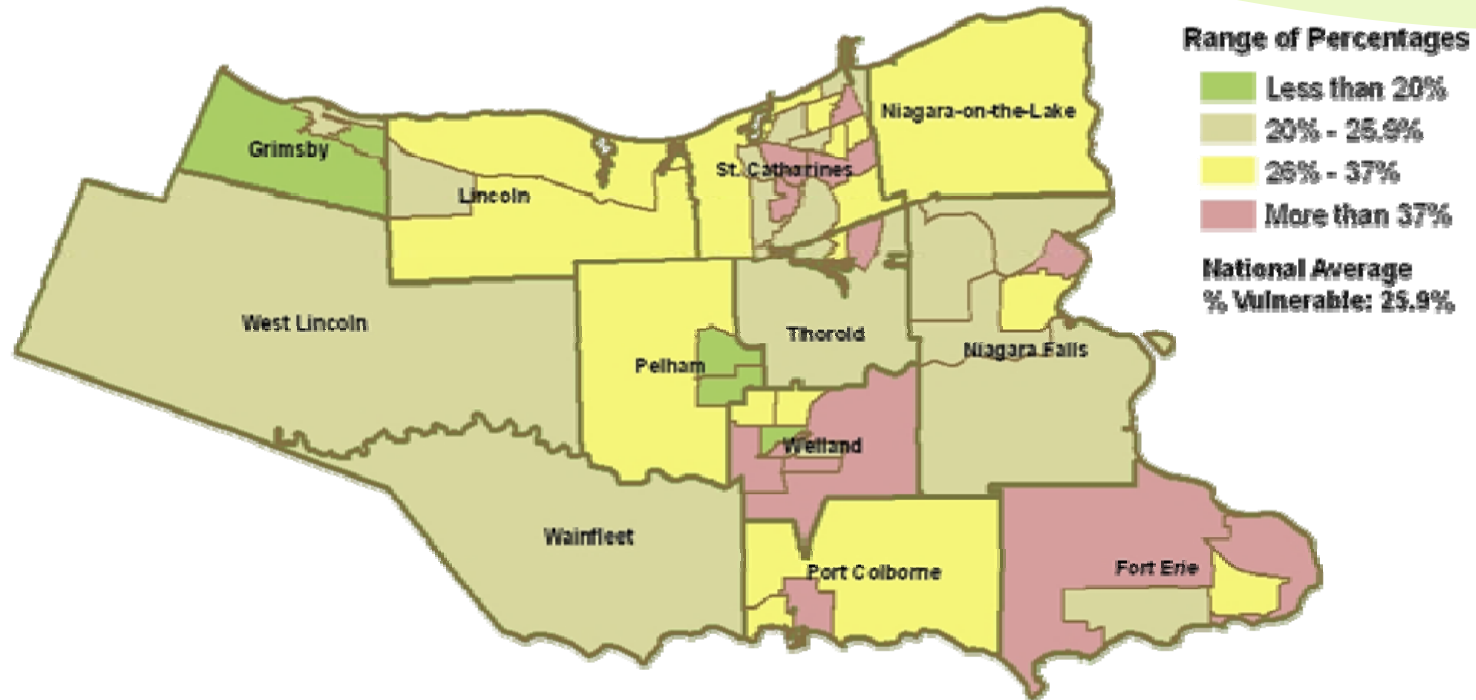 Range of Percentages
Less than 20%
20% - 25.9%
26% - 37%
More than 37%
National Average
% Vulnerable: 25.9%
Niagara-on-the-Lake
Grimsby
St. Catharines
Lincoln
West Lincoln
Thorold
Niagara Falls
Pelham
Welland
Wainfleet
Port Colborne
Fort Erie